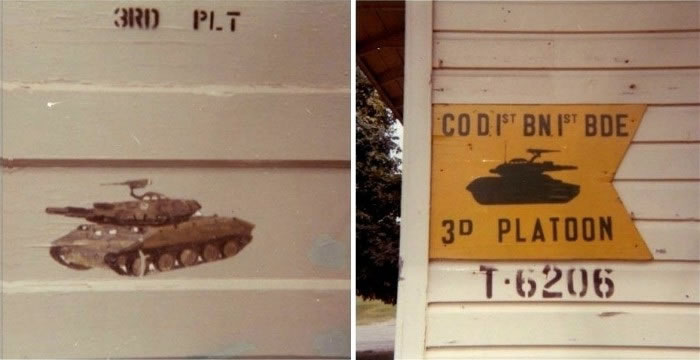 3RD PLT
CO D 1ST BN 1ST BDE
3D PLATOON
T-6206